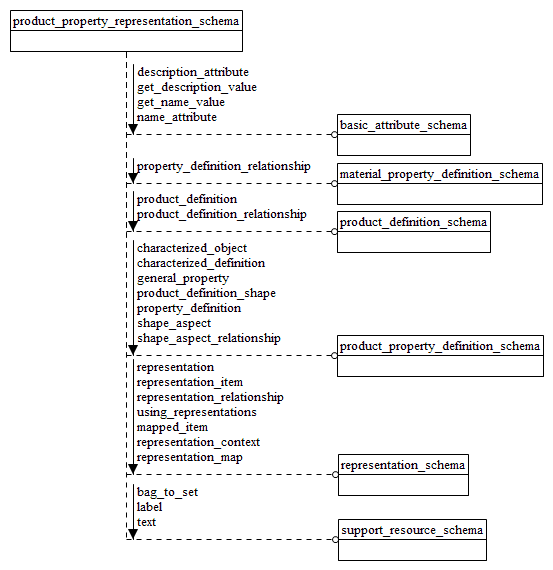 product_property_representation_schema
description_attribute
get_description_value
get_name_value
name_attribute
basic_attribute_schema
property_definition_relationship
material_property_definition_schema
product_definition
product_definition_relationship
product_definition_schema
characterized_object
characterized_definition
general_property
product_definition_shape
property_definition
shape_aspect
shape_aspect_relationship
product_property_definition_schema
representation
representation_item
representation_relationship
using_representations
mapped_item
representation_context
representation_map
representation_schema
bag_to_set
label
text
support_resource_schema